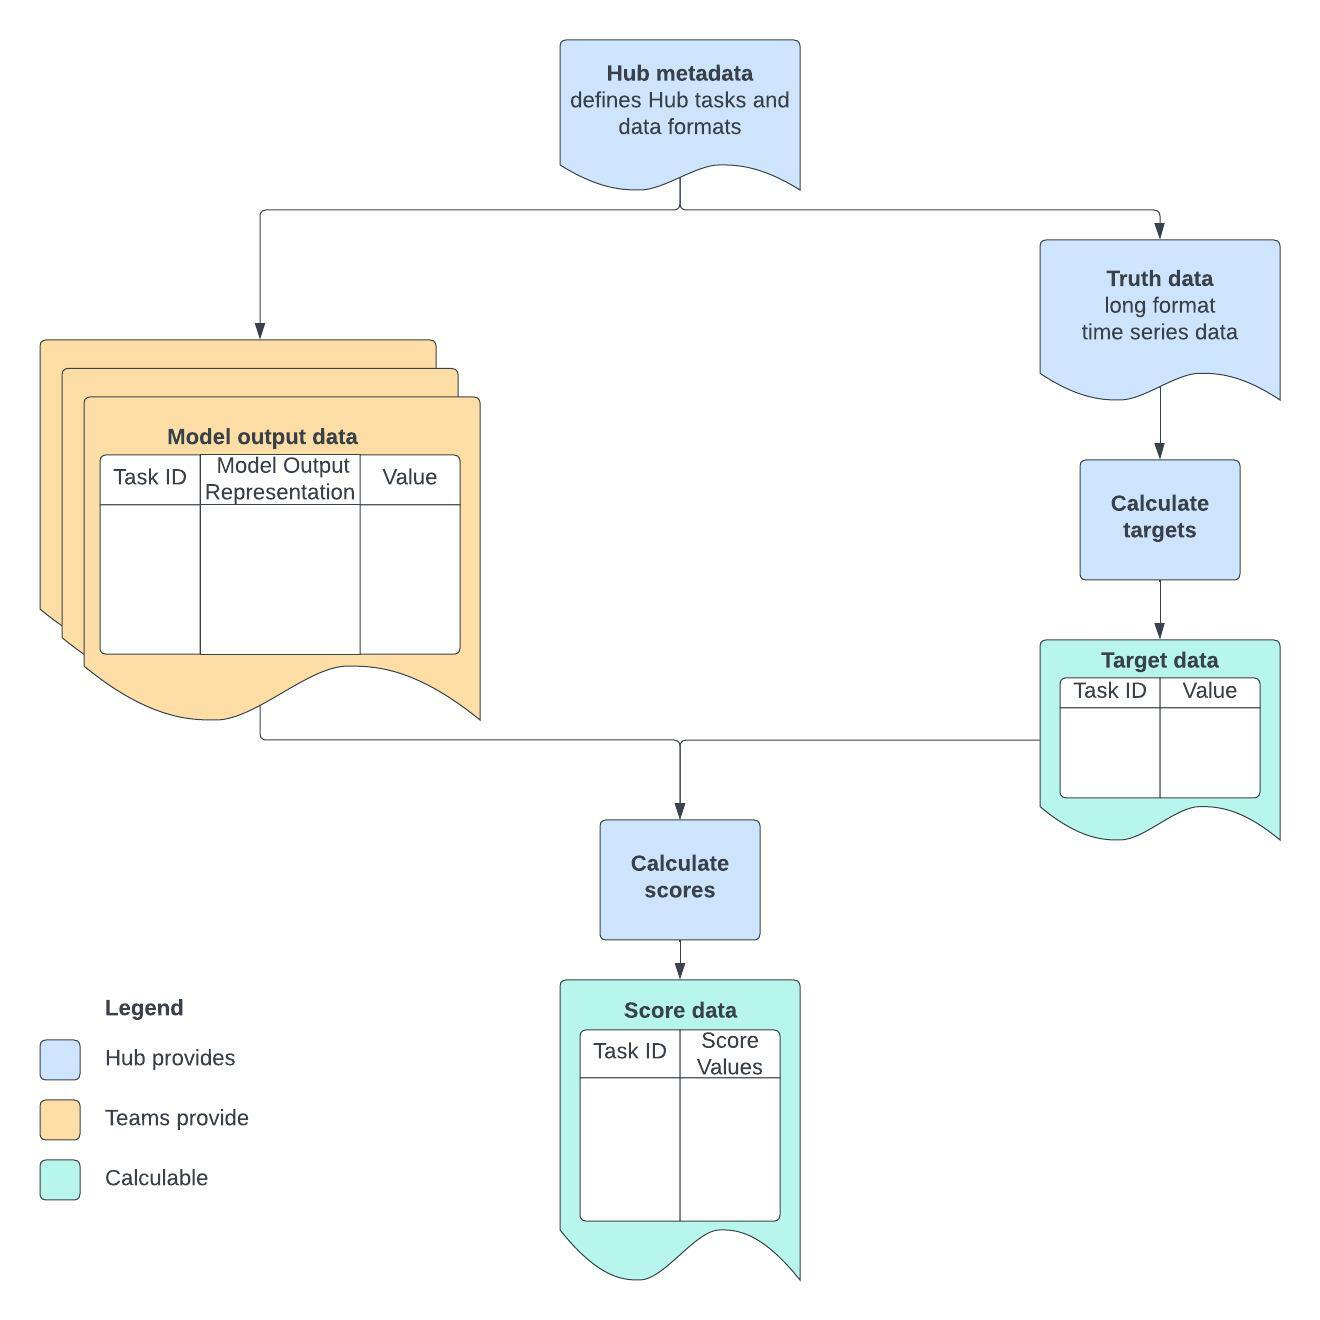 Hub metadata
defines Hub tasks and
data formats
Truth data
long format
time series data
Model output data
Task ID
Model Output
Representation
Value
Calculate
targets
Target data
Task ID
Value
Calculate
scores
Score data
Task ID
Score
Values
Legend
Hub provides
Teams provide
Calculable